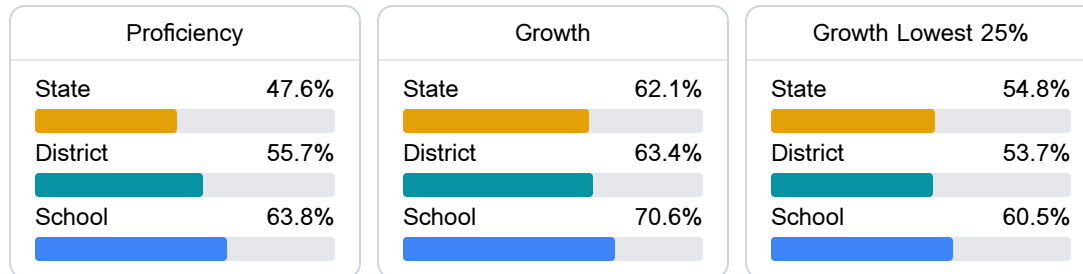 Proficiency
State 47.6%
District 55.7%
School 63.8%
Growth
State 62.1%
District 63.4%
School 70.6%
Growth Lowest 25%
State 54.8%
District 53.7%
School 60.5%